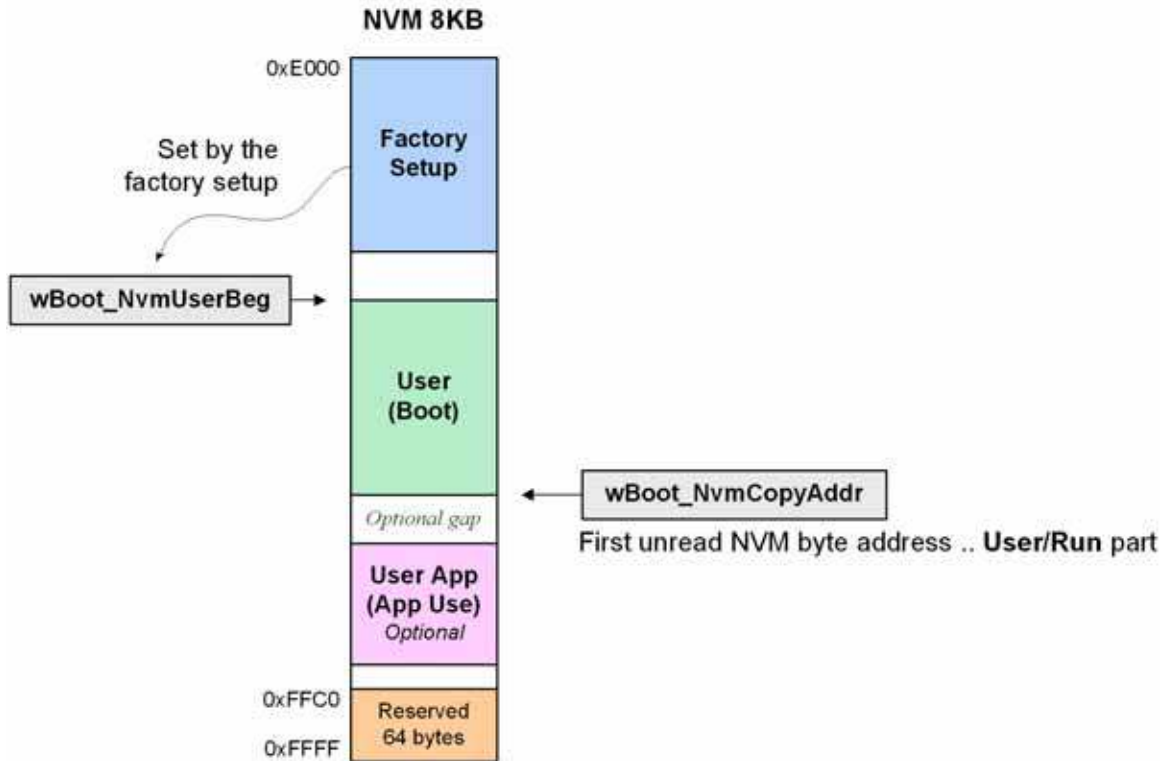 NVM 8KB
0xE000
Factory
Setup
Set by the
factory setup
wBoot_NvmUserBeg
User
(Boot)
wBoot_NvmCopyAddr
Optional gap
First unread NVM byte address .. User/Run part
User App
(App Use)
Optional
0xFFC0
Reserved
64 bytes
0xFFFF